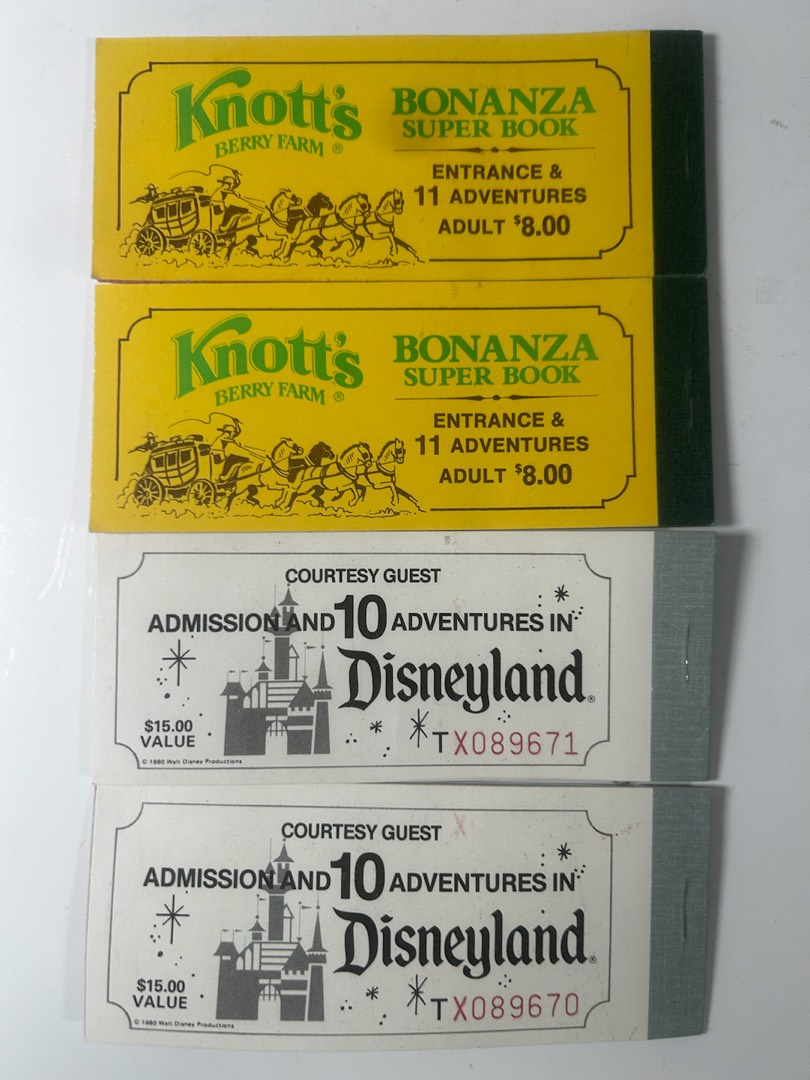 Knott's BONANZA
BERRY FARM ® SUPER BOOK
ENTRANCE &
11 ADVENTURES
ADULT $8.00
Knott's BONANZA
BERRY FARM ® SUPER BOOK
ENTRANCE &
11 ADVENTURES
ADULT $8.00
COURTESY GUEST
ADMISSION AND 10 ADVENTURES IN
Disneyland®
$15.00
VALUE
TX089671
© 1980 Walt Disney Productions
COURTESY GUEST X
ADMISSION AND 10 ADVENTURES IN
Disneyland®
$15.00
VALUE
TX089670
© 1980 Walt Disney Productions